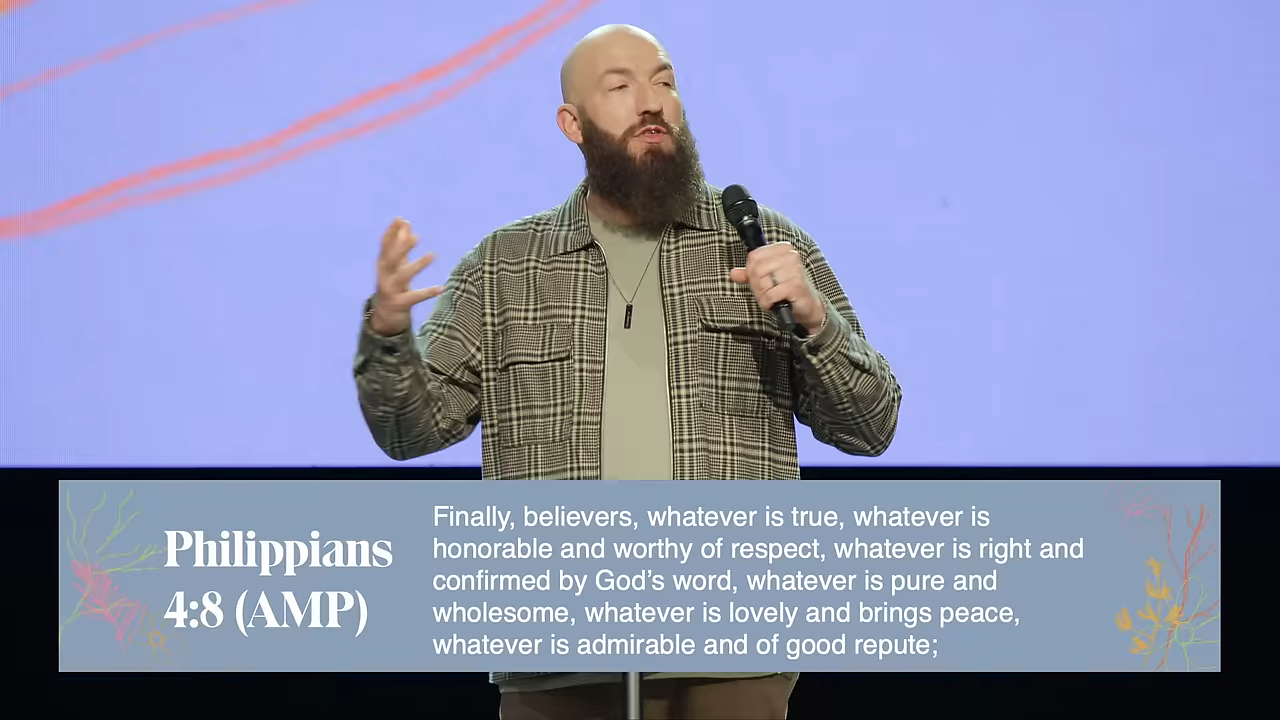 Philippians
4:8 (AMP)
Finally, believers, whatever is true, whatever is
honorable and worthy of respect, whatever is right and
confirmed by God’s word, whatever is pure and
wholesome, whatever is lovely and brings peace,
whatever is admirable and of good repute;